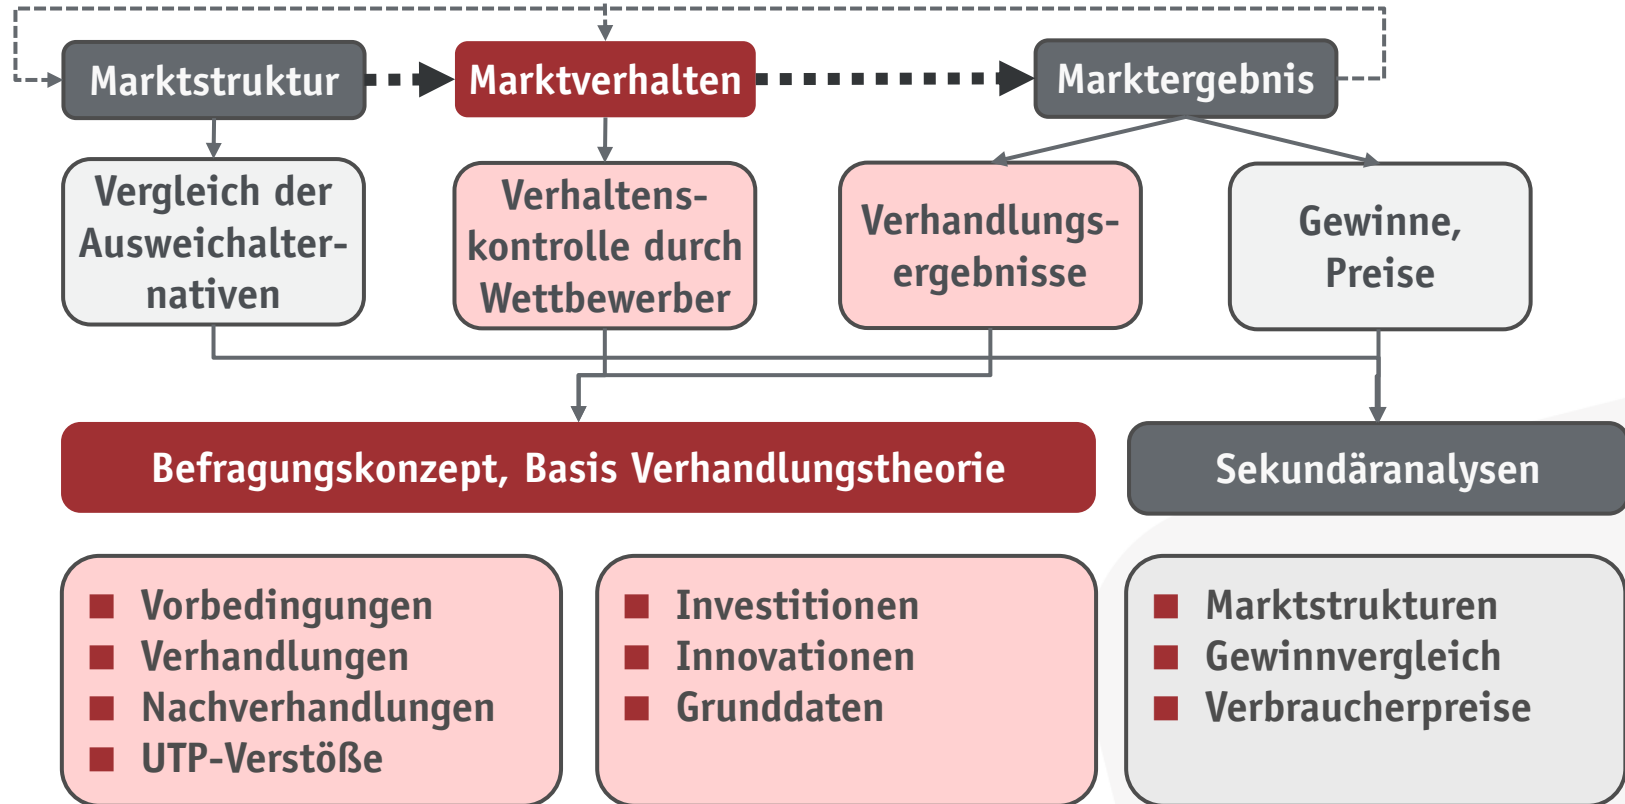 Marktstruktur
Marktverhalten
Marktergebnis
Vergleich der
Ausweichalter-
nativen
Verhaltens-
kontrolle durch
Wettbewerber
Verhandlungs-
ergebnisse
Gewinne,
Preise
Befragungskonzept, Basis Verhandlungstheorie
Sekundäranalysen
Vorbedingungen
Verhandlungen
Nachverhandlungen
UTP-Verstöße
Investitionen
Innovationen
Grunddaten
Marktstrukturen
Gewinnvergleich
Verbraucherpreise